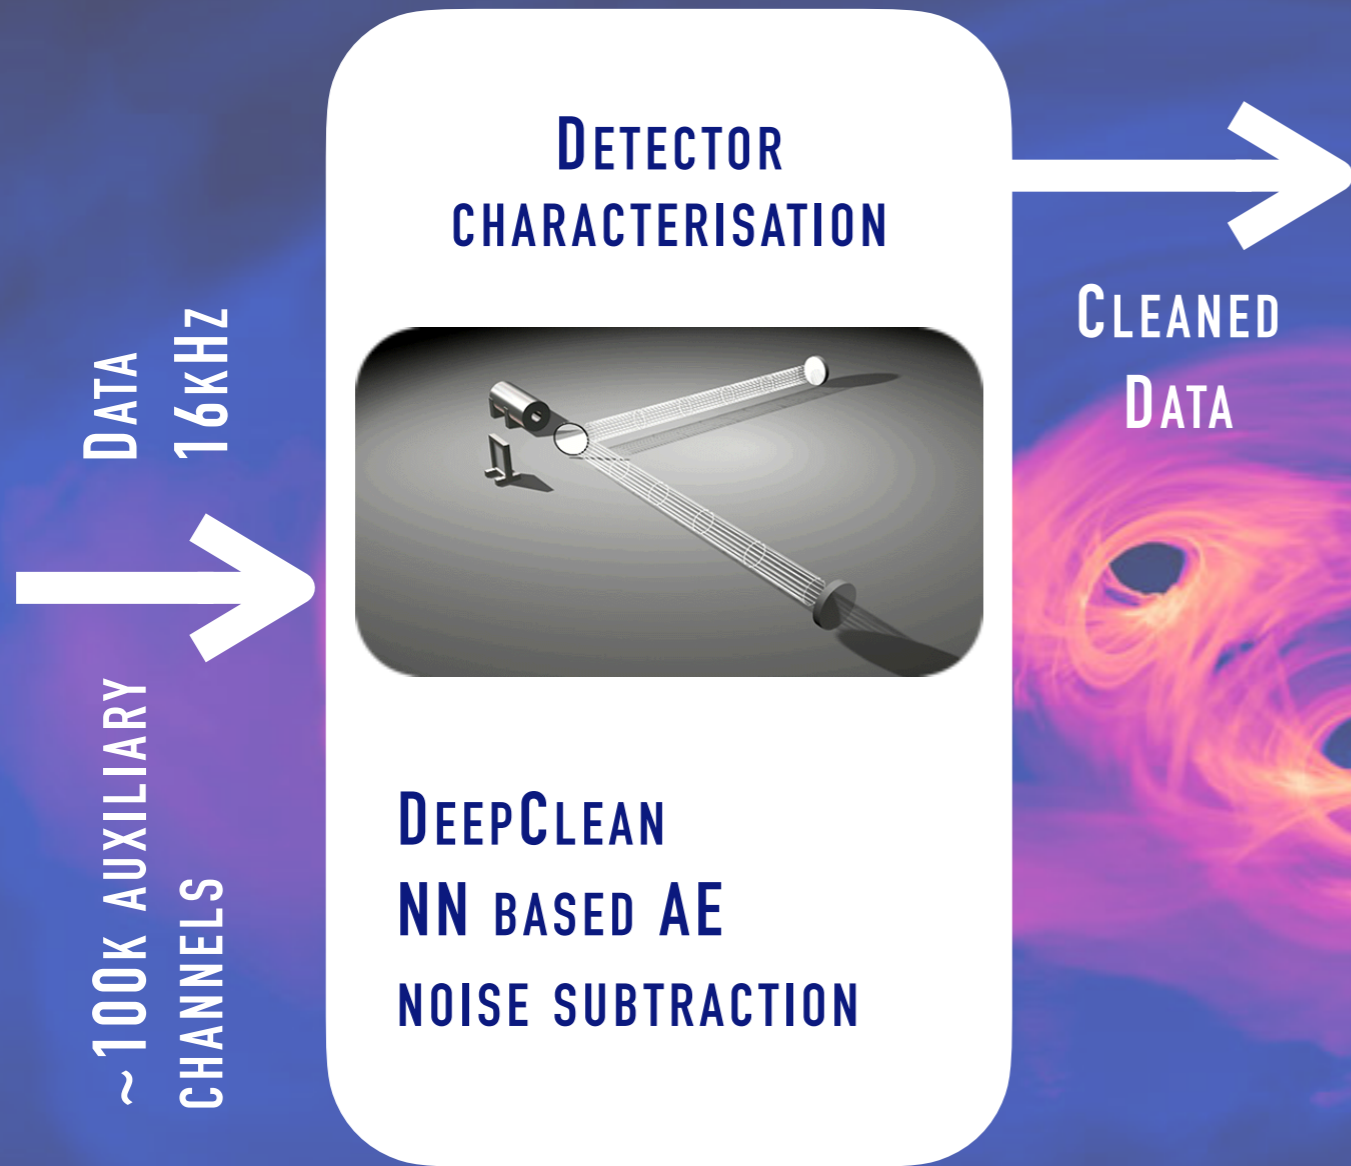 Data
16kHz
~100k auxiliary
channels
Detector
characterisation
DeepClean
NN based AE
noise subtraction
Cleaned
Data